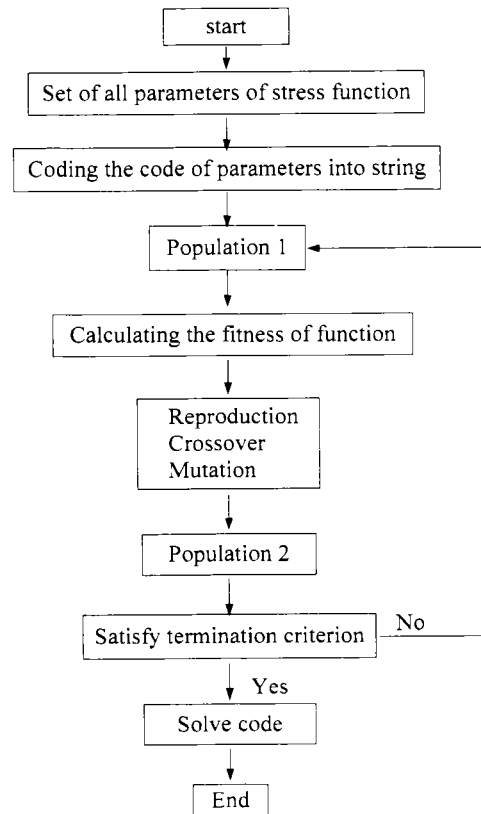 start
Set of all parameters of stress function
Coding the code of parameters into string
Population 1
Calculating the fitness of function
Reproduction
Crossover
Mutation
Population 2
Satisfy termination criterion
No
Yes
Solve code
End